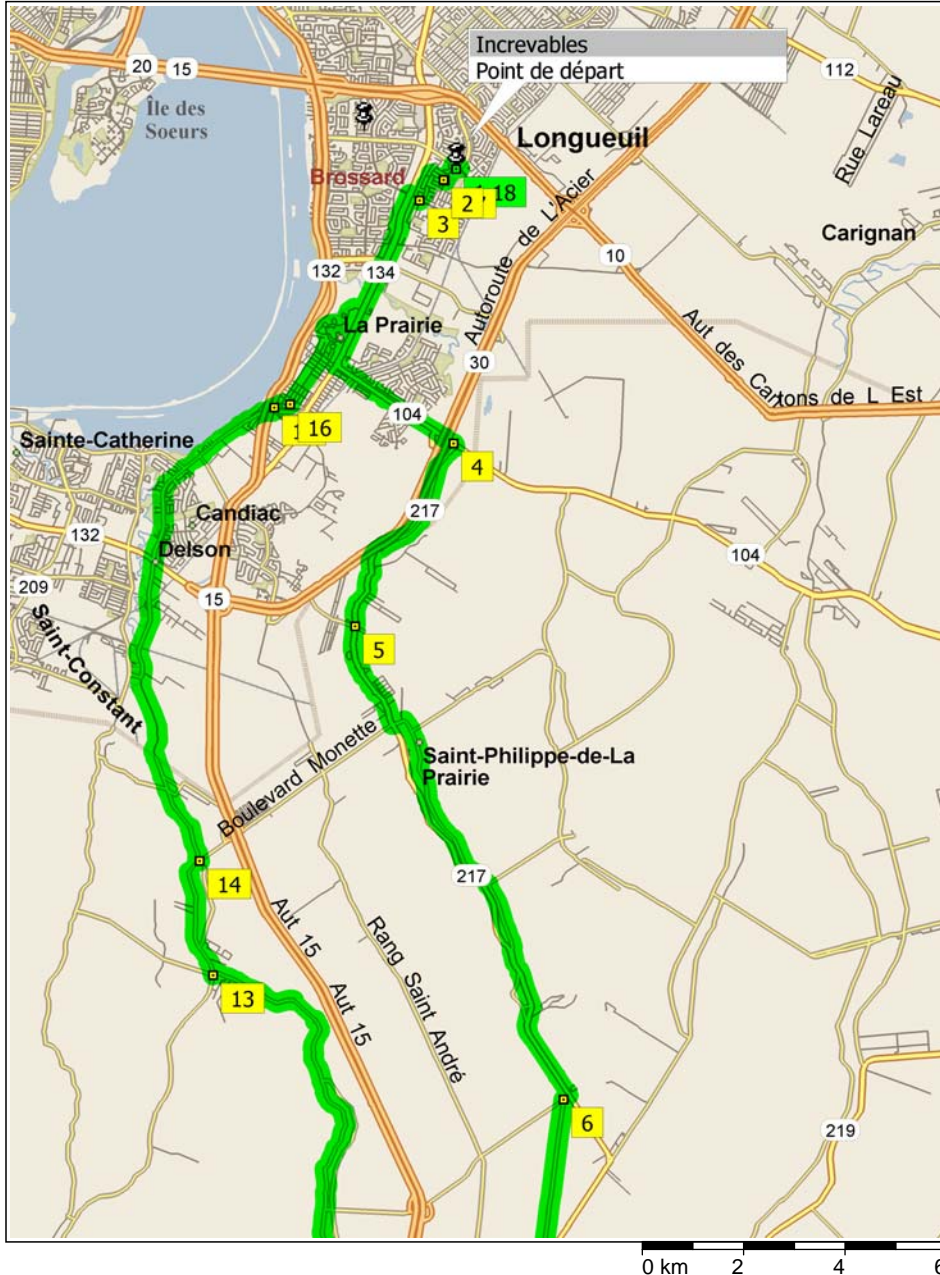 Increvables
Point de départ
20
15
112
Île des
Soeurs
Rue Lareau
Longueuil
Brossard
18
2
3
Autoroute de L'Acier
Carignan
10
132
134
La Prairie
30
Aut des Cantons de L Est
104
16
Sainte-Catherine
4
217
Candiac
132
Delson
104
209
15
Saint-Constant
5
Boulevard Monette
Saint-Philippe-de-La
Prairie
217
14
Aut 15
Rang Saint André
13
Aut 15
6
219
0 km 2 4 6